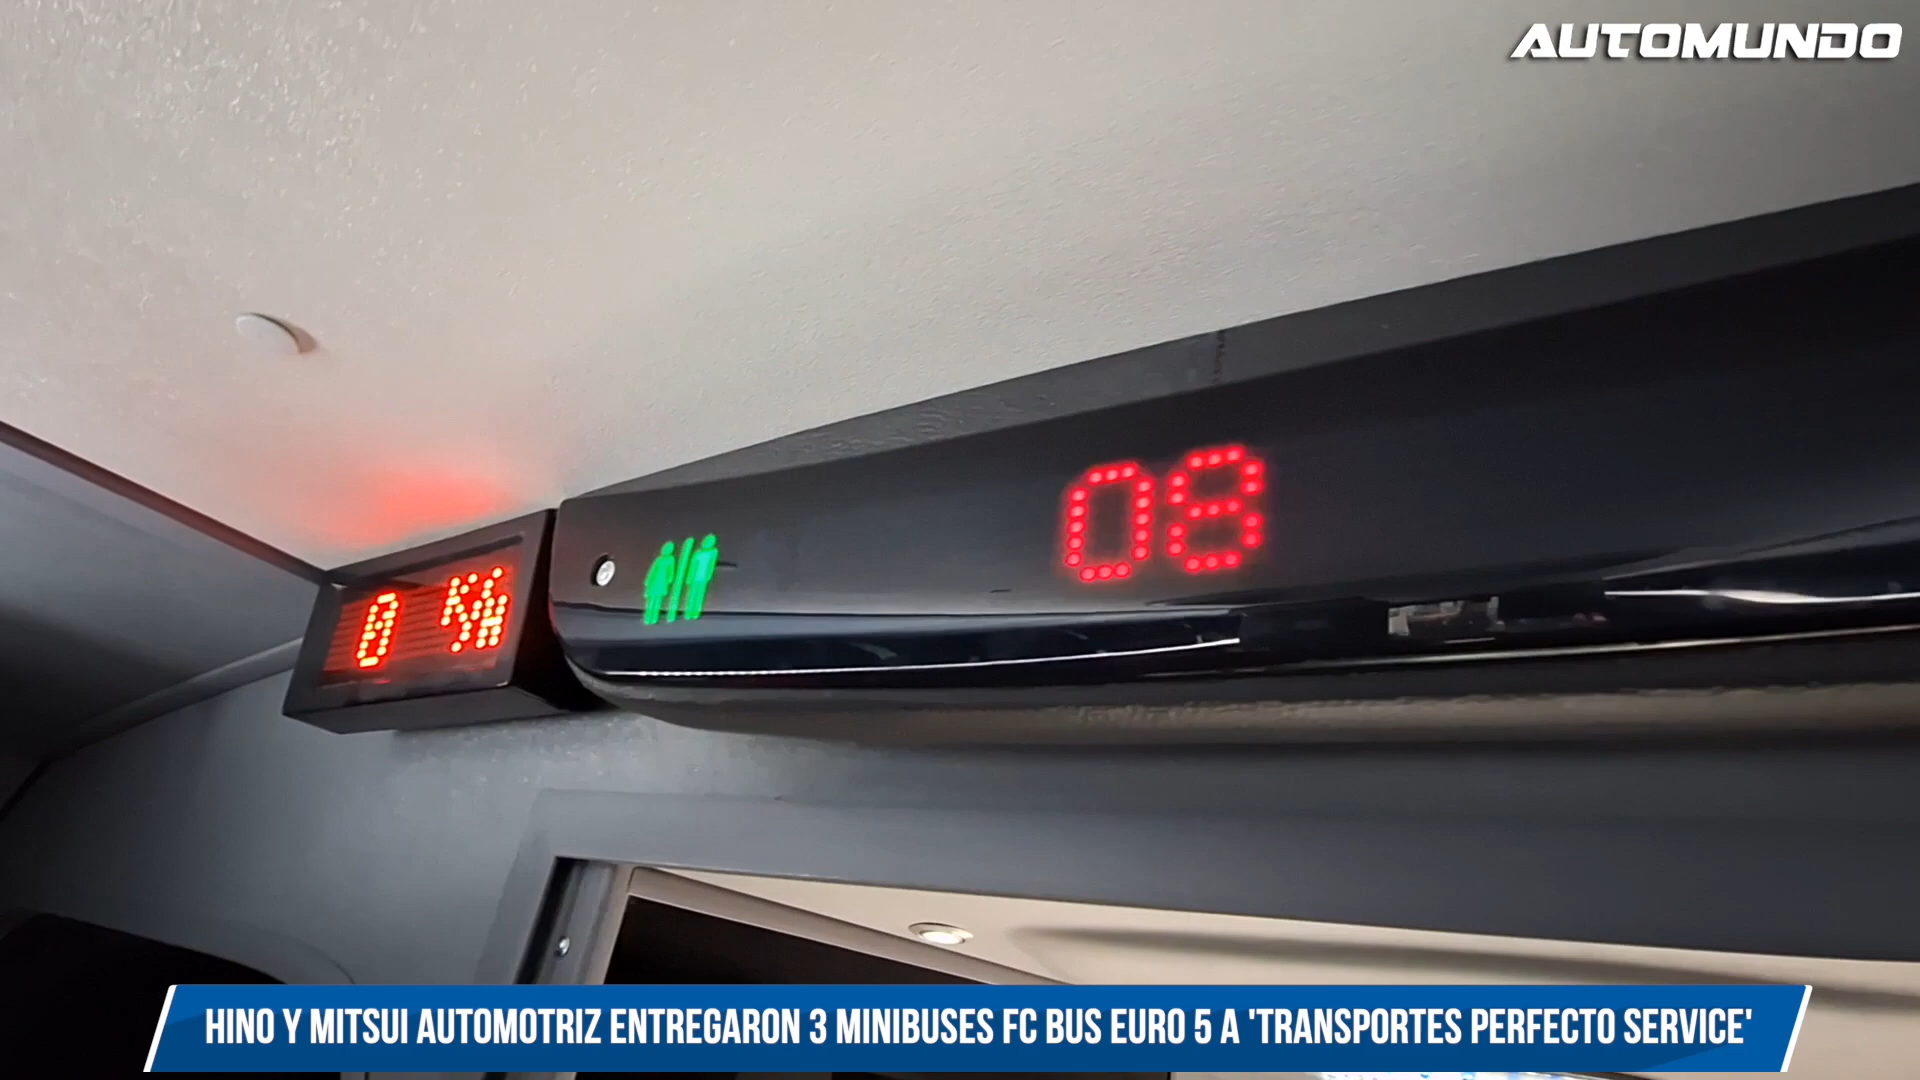 AUTOMUNDO
08
0 K/H
HINO Y MITSUI AUTOMOTRIZ ENTREGARON 3 MINIBUSES FC BUS EURO 5 A 'TRANSPORTES PERFECTO SERVICE'